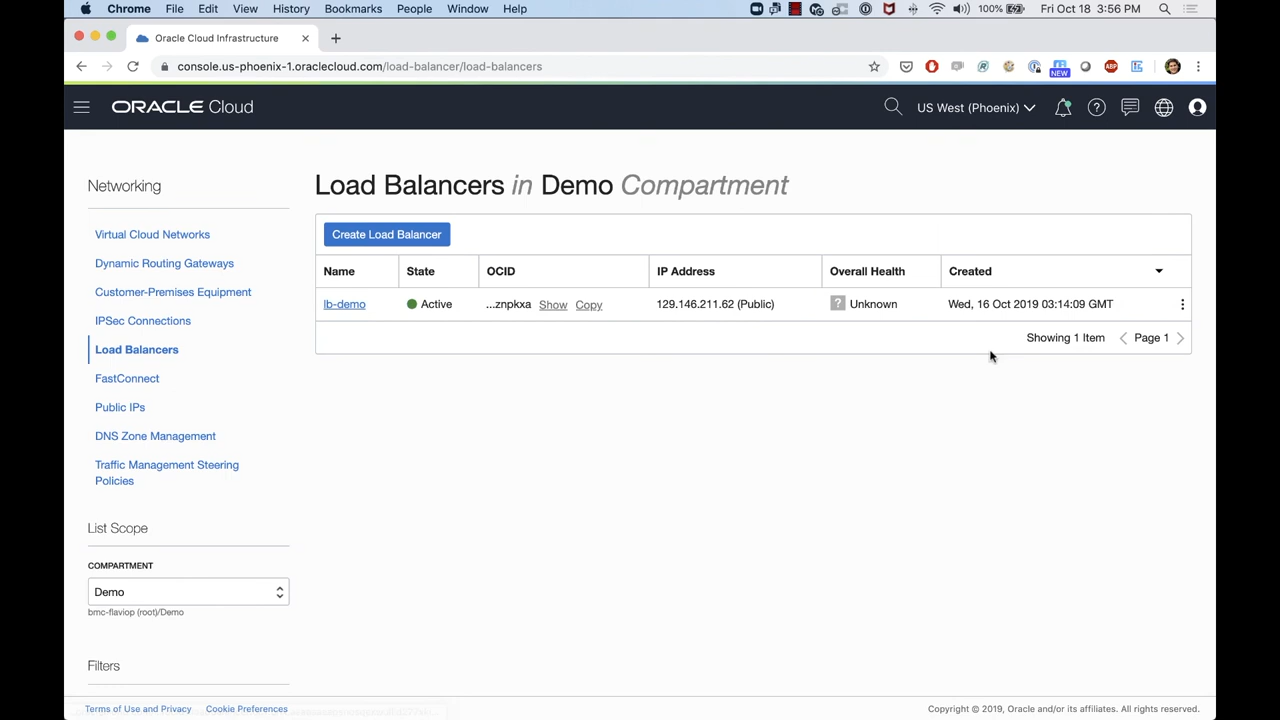 Chrome File Edit View History Bookmarks People Window Help 100% Fri Oct 18 3:56 PM
Oracle Cloud Infrastructure
console.us-phoenix-1.oraclecloud.com/load-balancer/load-balancers
NEW ABP
ORACLE Cloud US West (Phoenix)
Networking
Virtual Cloud Networks
Dynamic Routing Gateways
Customer-Premises Equipment
IPSec Connections
Load Balancers
FastConnect
Public IPs
DNS Zone Management
Traffic Management Steering
Policies
List Scope
COMPARTMENT
Demo
bmc-flaviop (root)/Demo
Filters
Load Balancers in Demo Compartment
Create Load Balancer
Name State OCID IP Address Overall Health Created
lb-demo Active ...znpkxa Show Copy 129.146.211.62 (Public) ? Unknown Wed, 16 Oct 2019 03:14:09 GMT
Showing 1 Item Page 1
Terms of Use and Privacy Cookie Preferences Copyright © 2019, Oracle and/or its affiliates. All rights reserved.